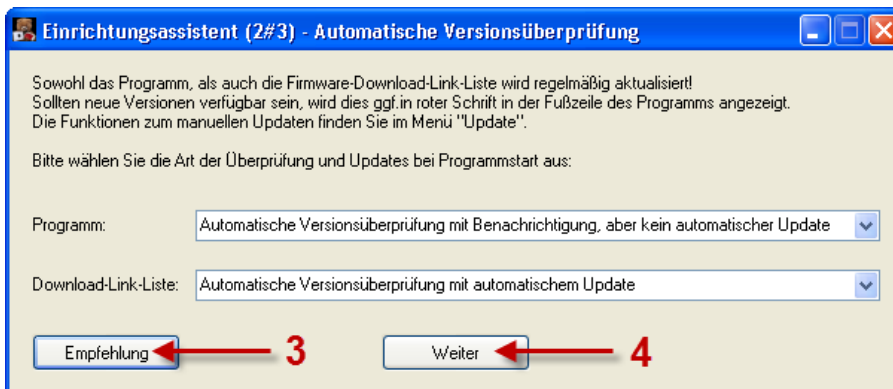 Einrichtungsassistent (2#3) - Automatische Versionsüberprüfung
Sowohl das Programm, als auch die Firmware-Download-Link-Liste wird regelmäßig aktualisiert!
Sollten neue Versionen verfügbar sein, wird dies ggf.in roter Schrift in der Fußzeile des Programms angezeigt.
Die Funktionen zum manuellen Updaten finden Sie im Menü "Update".
Bitte wählen Sie die Art der Überprüfung und Updates bei Programmstart aus:
Programm: Automatische Versionsüberprüfung mit Benachrichtigung, aber kein automatischer Update
Download-Link-Liste: Automatische Versionsüberprüfung mit automatischem Update
Empfehlung 3 Weiter 4